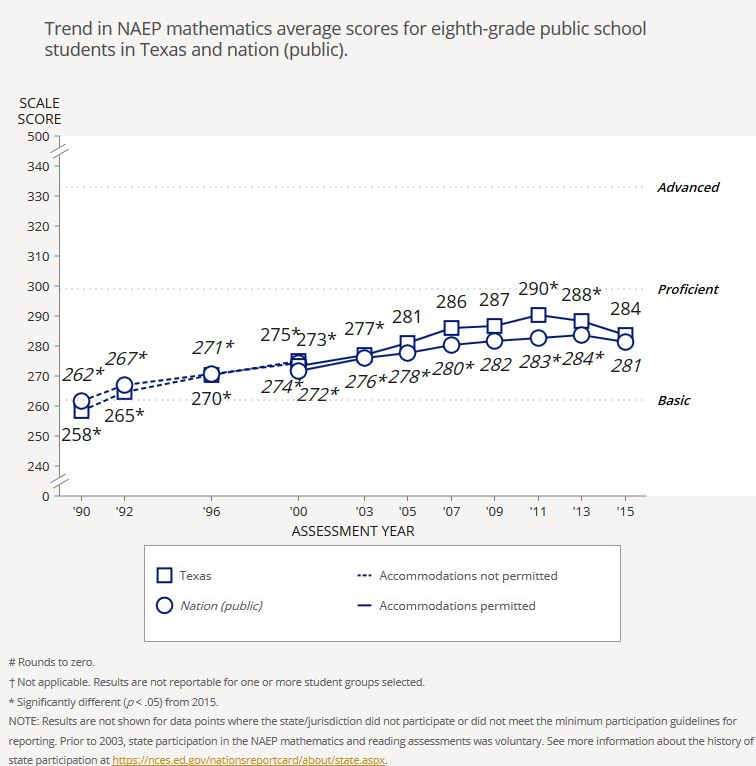 Trend in NAEP mathematics average scores for eighth-grade public school
students in Texas and nation (public).
SCALE
SCORE
500
340
330
320
310
300
290
280
270
260
250
240
0
Advanced
Proficient
Basic
258*
265*
270*
275*
273*
277*
281
286
287
290*
288*
284
262*
267*
271*
274*
272*
276*
278*
280*
282
283*
284*
281
'90 '92 '96 '00 '03 '05 '07 '09 '11 '13 '15
ASSESSMENT YEAR
Texas Accommodations not permitted
Nation (public) Accommodations permitted
# Rounds to zero.
† Not applicable. Results are not reportable for one or more student groups selected.
* Significantly different (p < .05) from 2015.
NOTE: Results are not shown for data points where the state/jurisdiction did not participate or did not meet the minimum participation guidelines for
reporting. Prior to 2003, state participation in the NAEP mathematics and reading assessments was voluntary. See more information about the history of
state participation at https://nces.ed.gov/nationsreportcard/about/state.aspx.